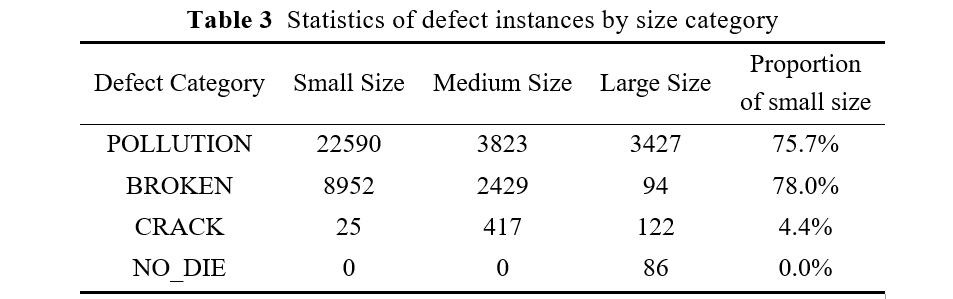 Table 3 Statistics of defect instances by size category
Defect Category Small Size Medium Size Large Size Proportion of small size
POLLUTION 22590 3823 3427 75.7%
BROKEN 8952 2429 94 78.0%
CRACK 25 417 122 4.4%
NO_DIE 0 0 86 0.0%